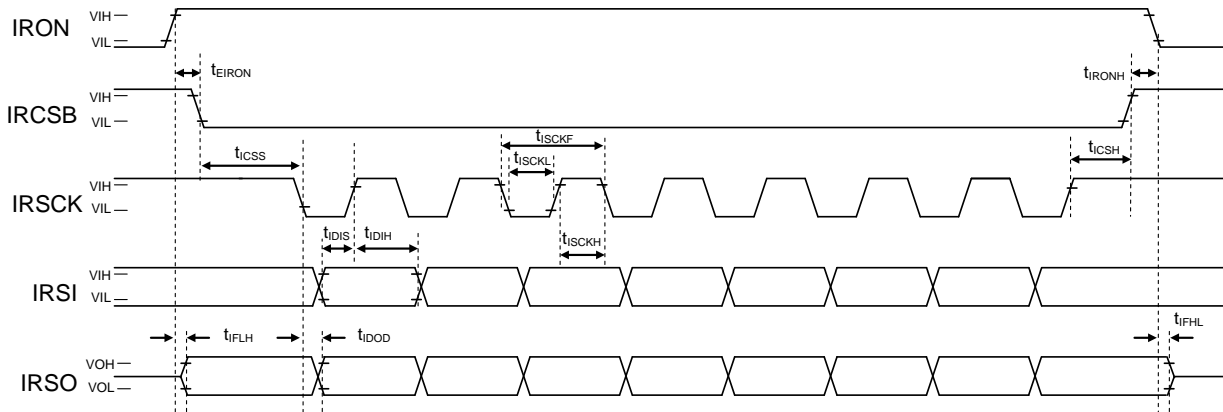 IRON
VIH
VIL
tEIRON
tIRONH
IRCSB
VIH
VIL
tISCKF
tICSS
tISCKL
tICSH
IRSCK
VIH
VIL
tIDIS
tIDIH
tISCKH
IRSI
VIH
VIL
tIFLH
tIDOD
tIFHL
IRSO
VOH
VOL